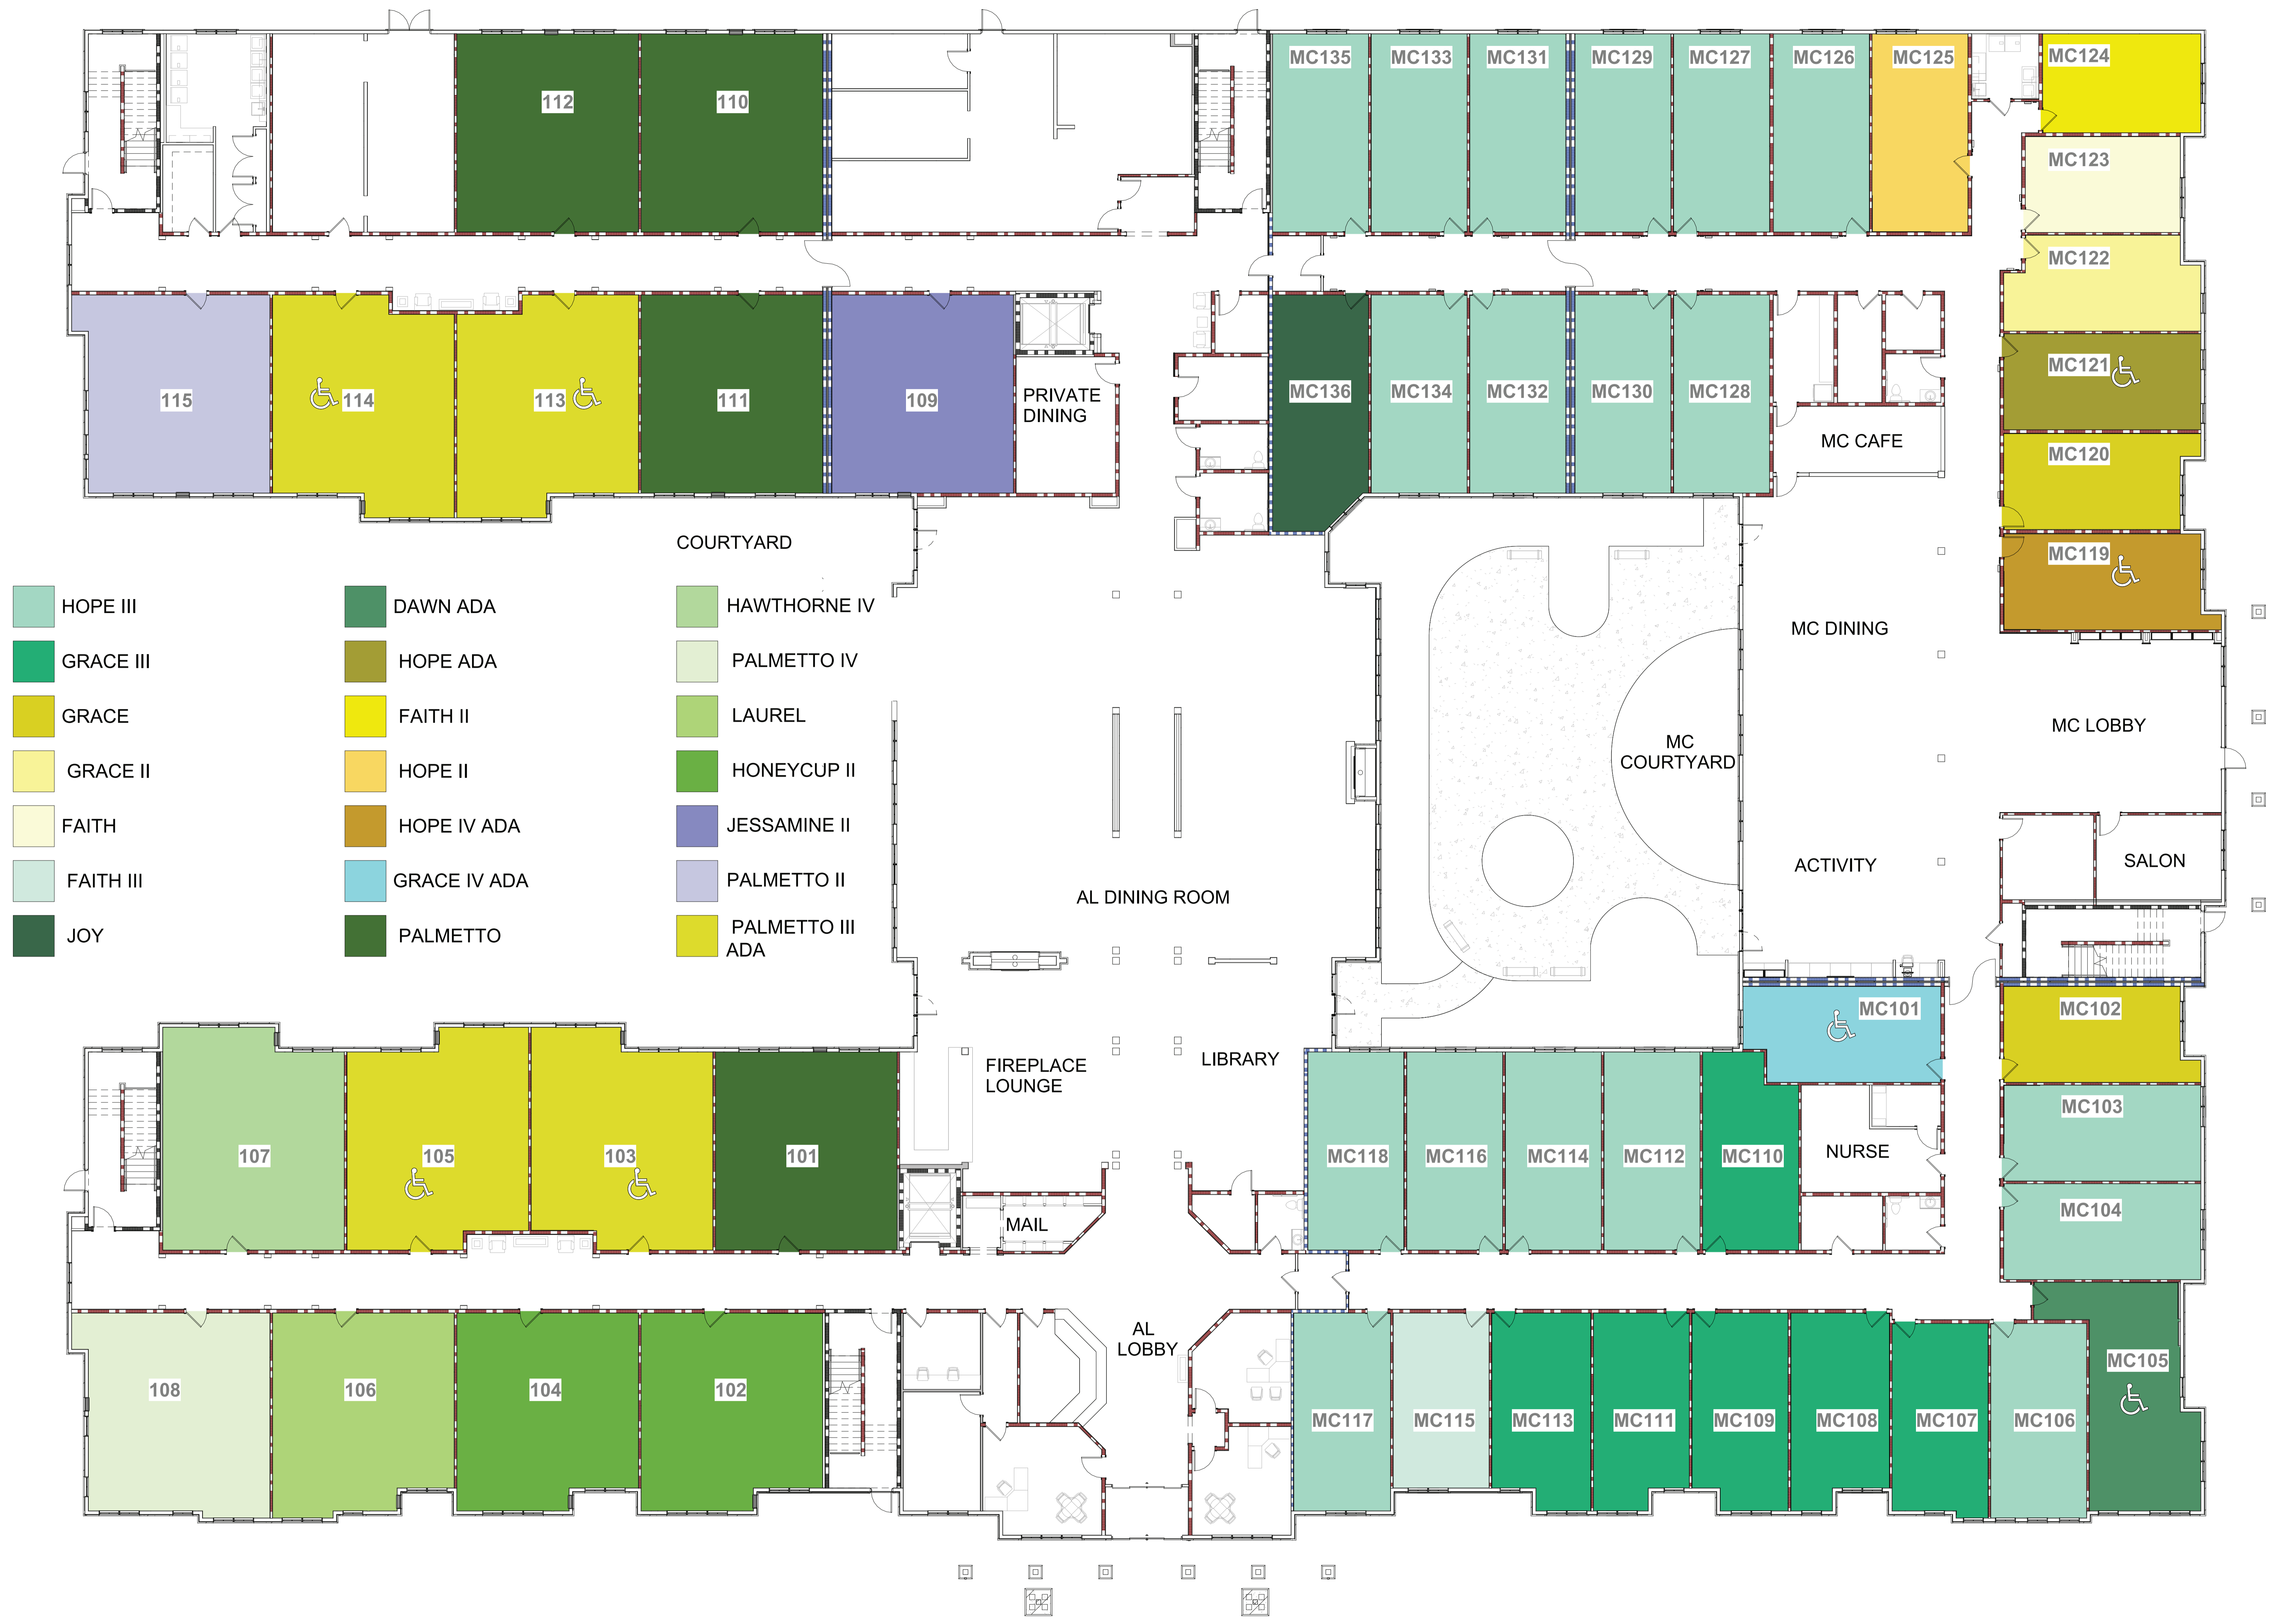 MC135
MC133
MC131
MC129
MC127
MC126
MC125
MC124
112
110
MC123
MC122
MC121
115
114
113
111
109
PRIVATE
DINING
MC136
MC134
MC132
MC130
MC128
MC CAFE
MC120
COURTYARD
MC119
HOPE III
DAWN ADA
HAWTHORNE IV
MC DINING
GRACE III
HOPE ADA
PALMETTO IV
GRACE
FAITH II
LAUREL
MC LOBBY
GRACE II
HOPE II
HONEYCUP II
MC
COURTYARD
FAITH
HOPE IV ADA
JESSAMINE II
FAITH III
GRACE IV ADA
PALMETTO II
ACTIVITY
SALON
JOY
PALMETTO
PALMETTO III
ADA
AL DINING ROOM
MC101
MC102
FIREPLACE
LOUNGE
LIBRARY
MC103
107
105
103
101
MC118
MC116
MC114
MC112
MC110
NURSE
MAIL
MC104
AL
LOBBY
MC105
108
106
104
102
MC117
MC115
MC113
MC111
MC109
MC108
MC107
MC106